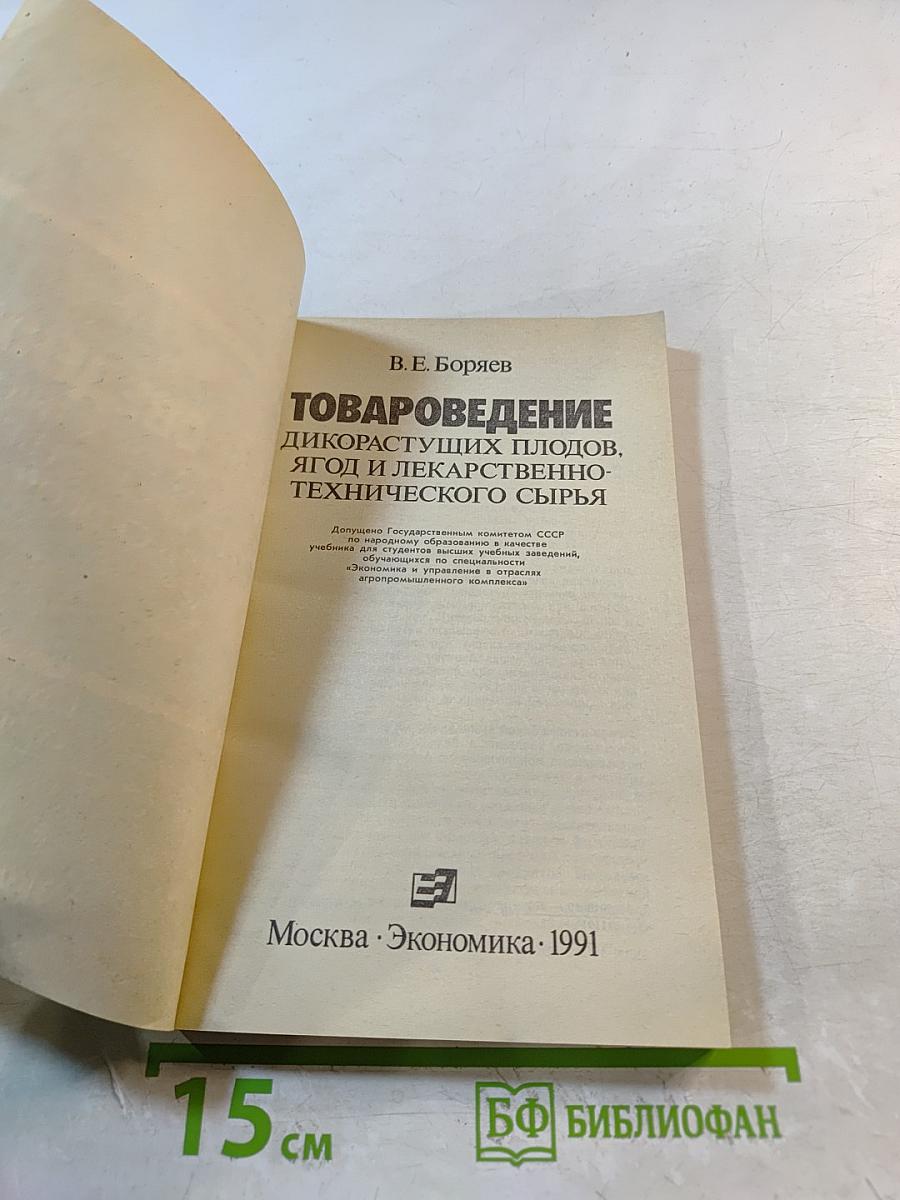 В. Е. Боряев
ТОВАРОВЕДЕНИЕ
ДИКОРАСТУЩИХ ПЛОДОВ,
ЯГОД И ЛЕКАРСТВЕННО-
ТЕХНИЧЕСКОГО СЫРЬЯ
Допущено Государственным комитетом СССР
по народному образованию в качестве
учебника для студентов высших учебных заведений,
обучающихся по специальности
«Экономика и управление в отраслях
агропромышленного комплекса»
Москва · Экономика · 1991
15 см
БФ БИБЛИОФАН